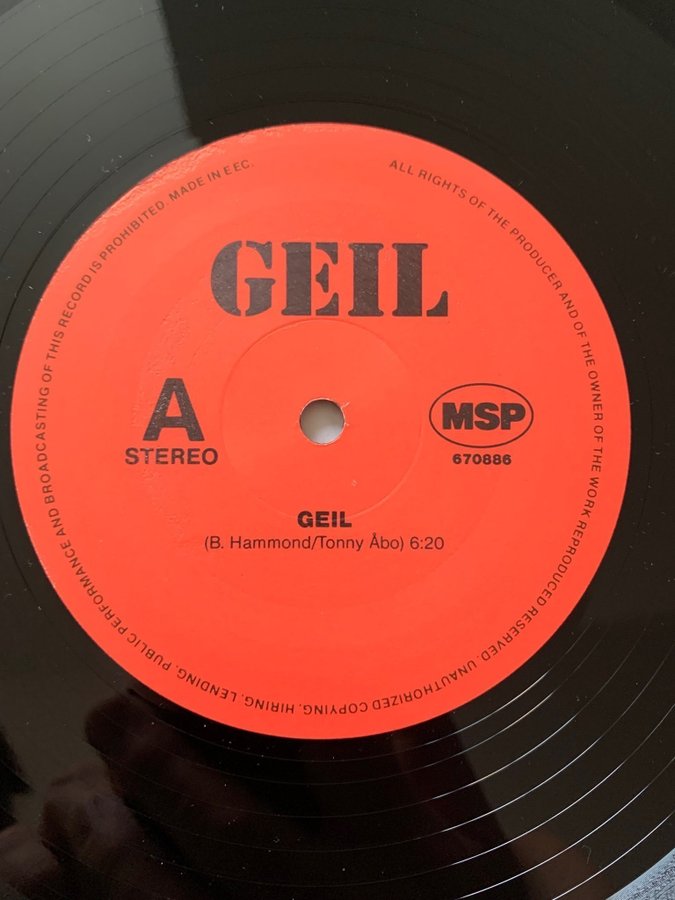 GEIL
A
STEREO
MSP
670886
GEIL
(B. Hammond/Tonny Åbo) 6:20
ALL RIGHTS OF THE PRODUCER AND OF THE OWNER OF THE WORK REPRODUCED RESERVED. UNAUTHORIZED COPYING. HIRING. LENDING. PUBLIC PERFORMANCE AND BROADCASTING OF THIS RECORD IS PROHIBITED. MADE IN EEC.